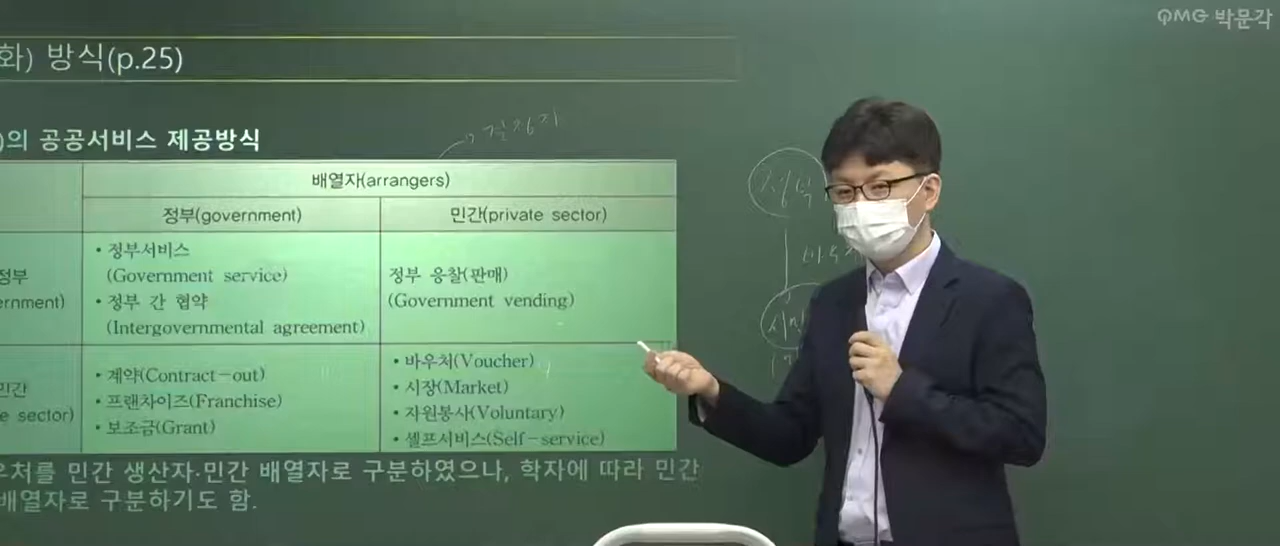 PMG 박문각
화) 방식(p.25)
)의 공공서비스 제공방식
결정자
배열자(arrangers)
정부(government)
민간(private sector)
정부
ernment)
• 정부서비스
(Government service)
• 정부 간 협약
(Intergovernmental agreement)
정부 응찰(판매)
(Government vending)
민간
e sector)
• 계약(Contract-out)
• 프랜차이즈(Franchise)
• 보조금(Grant)
• 바우처(Voucher)
• 시장(Market)
• 자원봉사(Voluntary)
• 셀프서비스(Self-service)
우처를 민간 생산자·민간 배열자로 구분하였으나, 학자에 따라 민간
배열자로 구분하기도 함.